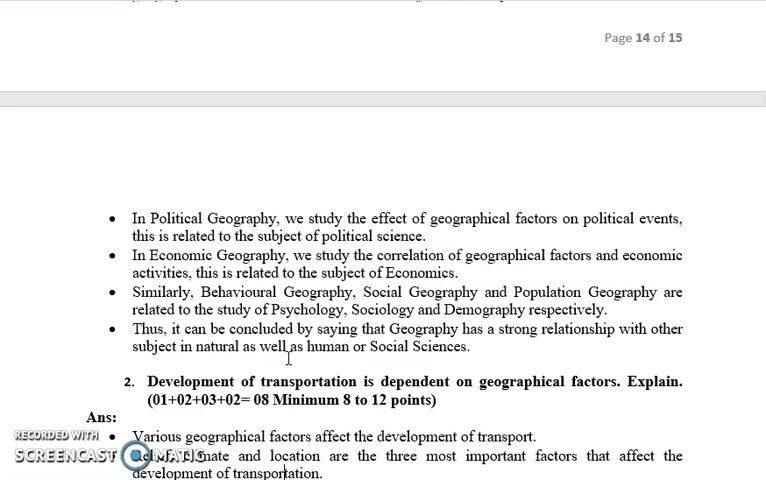 Page 14 of 15
• In Political Geography, we study the effect of geographical factors on political events,
this is related to the subject of political science.
• In Economic Geography, we study the correlation of geographical factors and economic
activities, this is related to the subject of Economics.
• Similarly, Behavioural Geography, Social Geography and Population Geography are
related to the study of Psychology, Sociology and Demography respectively.
• Thus, it can be concluded by saying that Geography has a strong relationship with other
subject in natural as well as human or Social Sciences.
2. Development of transportation is dependent on geographical factors. Explain.
(01+02+03+02= 08 Minimum 8 to 12 points)
Ans:
• Various geographical factors affect the development of transport.
RECORDED WITH
SCREENCAST MATIC
and location are the three most important factors that affect the
development of transportation.